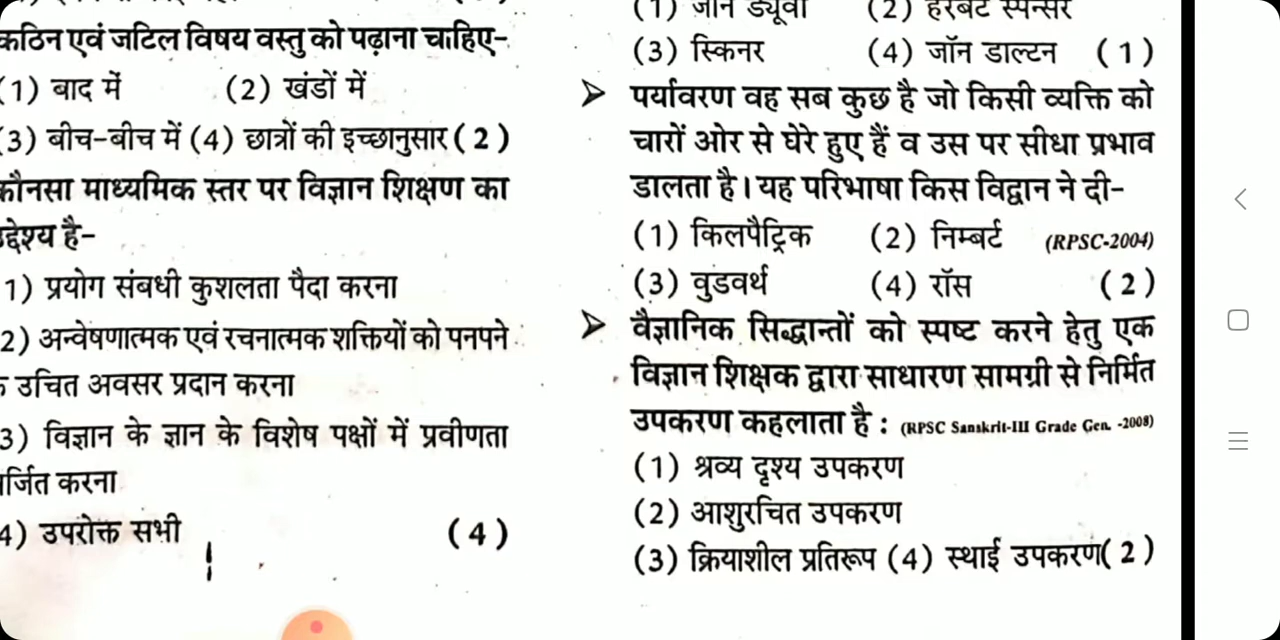 कठिन एवं जटिल विषय वस्तु को पढ़ाना चाहिए-
(1) बाद में (2) खंडों में
(3) बीच-बीच में (4) छात्रों की इच्छानुसार (2)
कौनसा माध्यमिक स्तर पर विज्ञान शिक्षण का
उद्देश्य है-
1) प्रयोग संबधी कुशलता पैदा करना
2) अन्वेषणात्मक एवं रचनात्मक शक्तियों को पनपने
उचित अवसर प्रदान करना
3) विज्ञान के ज्ञान के विशेष पक्षों में प्रवीणता
र्जित करना
4) उपरोक्त सभी (4)
(1) जॉन ड्यूवी (2) हरबर्ट स्पेन्सर
(3) स्किनर (4) जॉन डाल्टन (1)
➢ पर्यावरण वह सब कुछ है जो किसी व्यक्ति को
चारों ओर से घेरे हुए हैं व उस पर सीधा प्रभाव
डालता है। यह परिभाषा किस विद्वान ने दी-
(1) किलपैट्रिक (2) निम्बर्ट (RPSC-2004)
(3) वुडवर्थ (4) रॉस (2)
➢ वैज्ञानिक सिद्धान्तों को स्पष्ट करने हेतु एक
विज्ञान शिक्षक द्वारा साधारण सामग्री से निर्मित
उपकरण कहलाता है : (RPSC Sanskrit-III Grade Gen. -2008)
(1) श्रव्य दृश्य उपकरण
(2) आशुरचित उपकरण
(3) क्रियाशील प्रतिरूप (4) स्थाई उपकरण (2)